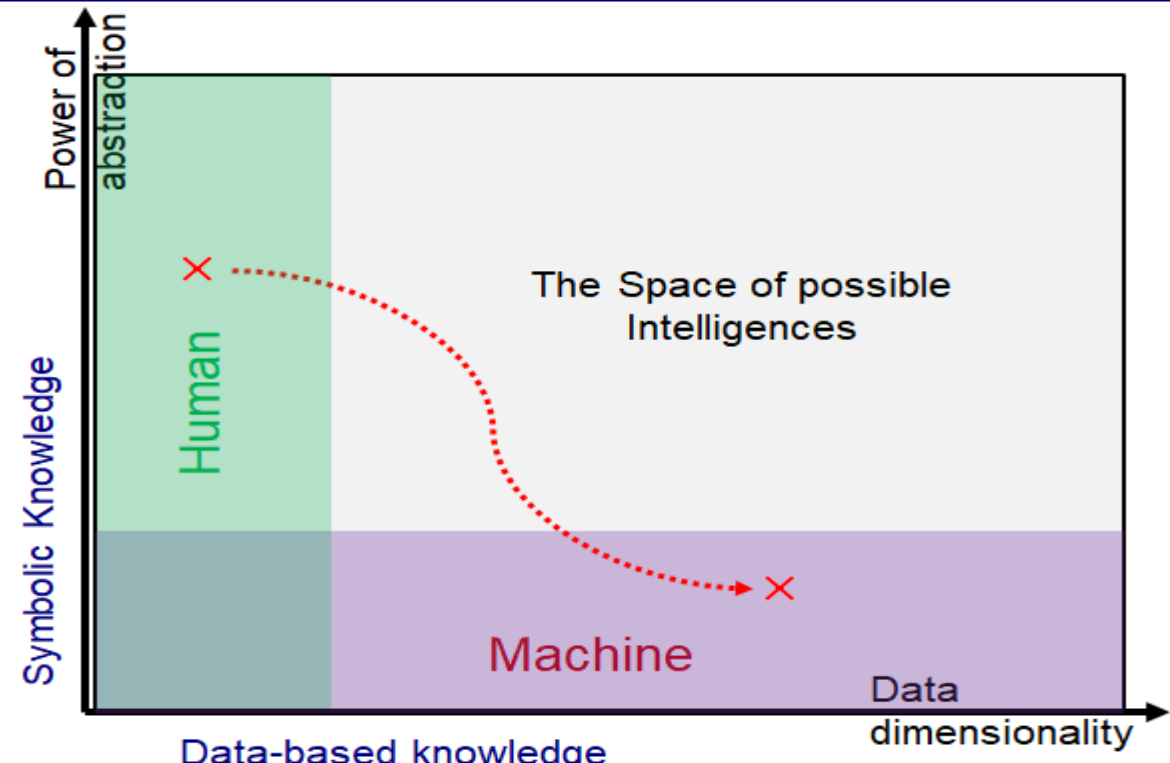 Power of
abstraction
The Space of possible
Intelligences
Human
Symbolic Knowledge
Machine
Data
dimensionality
Data-based knowledge